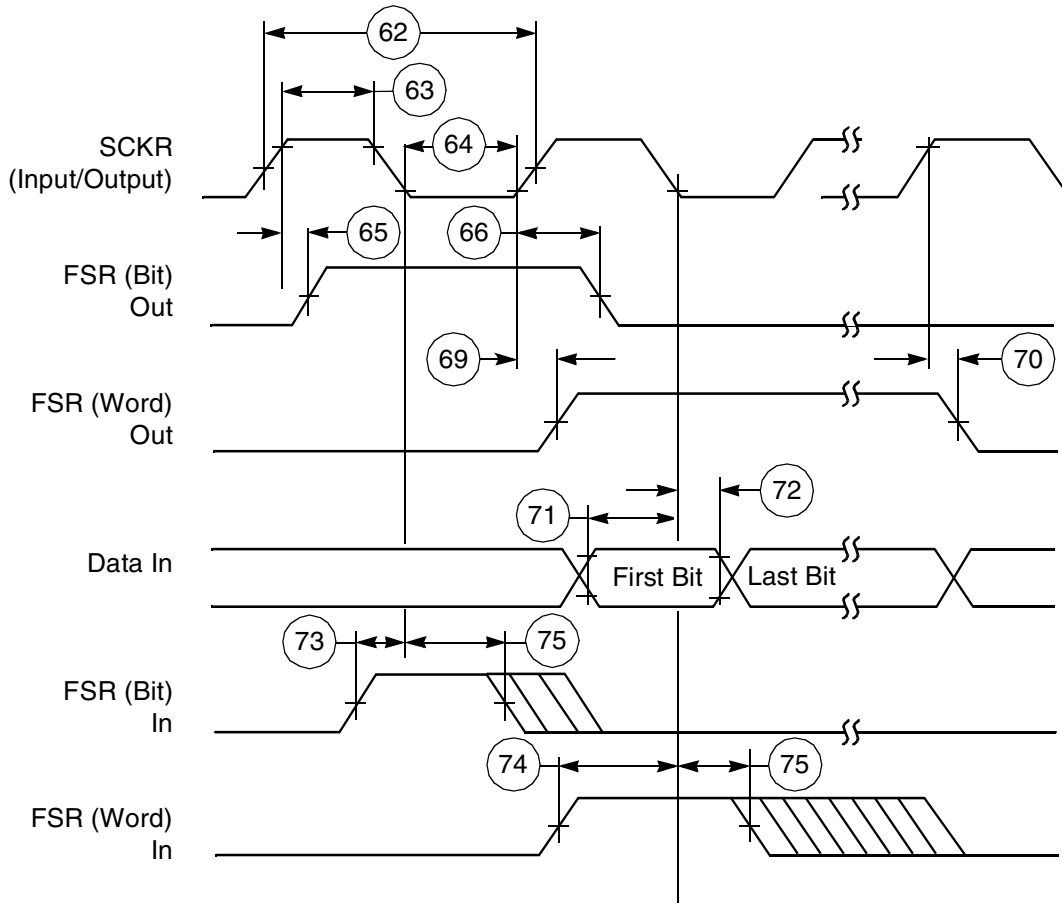 62
63
SCKR
(Input/Output)
64
65
66
FSR (Bit)
Out
69
70
FSR (Word)
Out
71
72
Data In
First Bit
Last Bit
73
75
FSR (Bit)
In
74
75
FSR (Word)
In